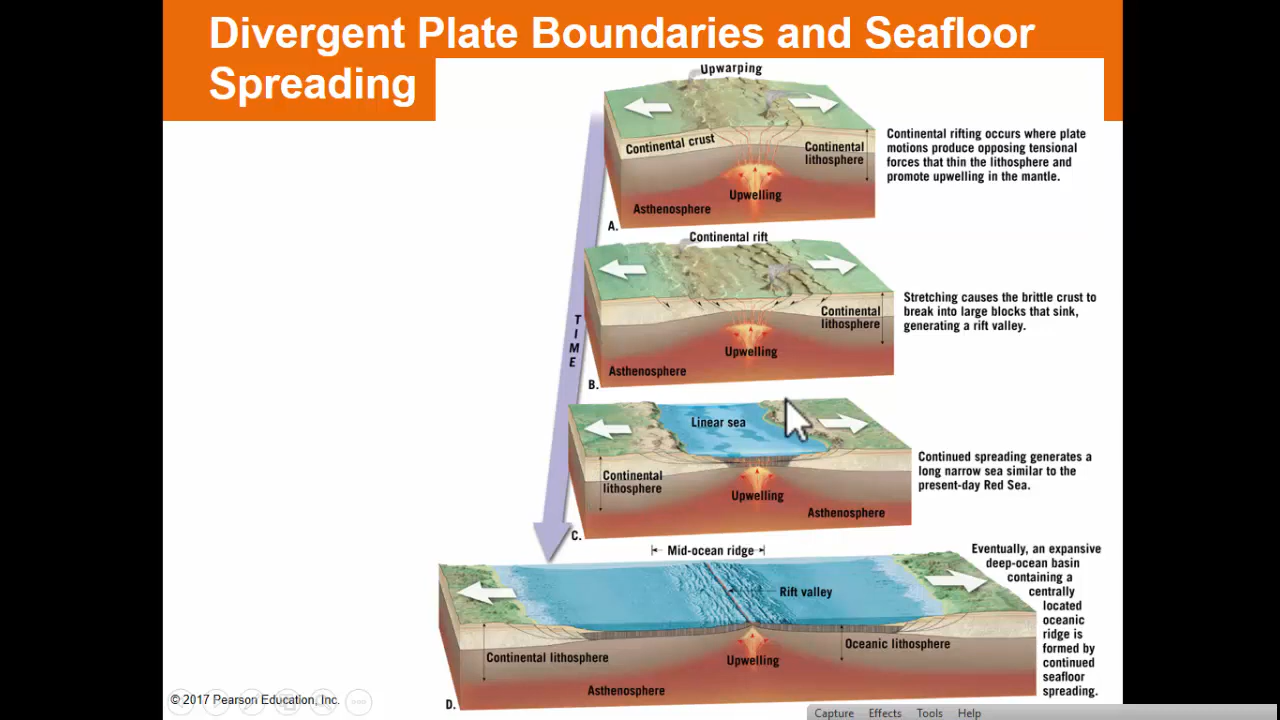 Divergent Plate Boundaries and Seafloor
Spreading
Upwarping
Continental crust
Continental
lithosphere
Upwelling
Asthenosphere
A.
Continental rifting occurs where plate
motions produce opposing tensional
forces that thin the lithosphere and
promote upwelling in the mantle.
Continental rift
Continental
lithosphere
Upwelling
Asthenosphere
B.
Stretching causes the brittle crust to
break into large blocks that sink,
generating a rift valley.
TIME
Linear sea
Continental
lithosphere
Upwelling
Asthenosphere
C.
Continued spreading generates a
long narrow sea similar to the
present-day Red Sea.
Mid-ocean ridge
Rift valley
Continental lithosphere
Upwelling
Oceanic lithosphere
Asthenosphere
D.
Eventually, an expansive
deep-ocean basin
containing a
centrally
located
oceanic
ridge is
formed by
continued
seafloor
spreading.
© 2017 Pearson Education, Inc.
Capture Effects Tools Help